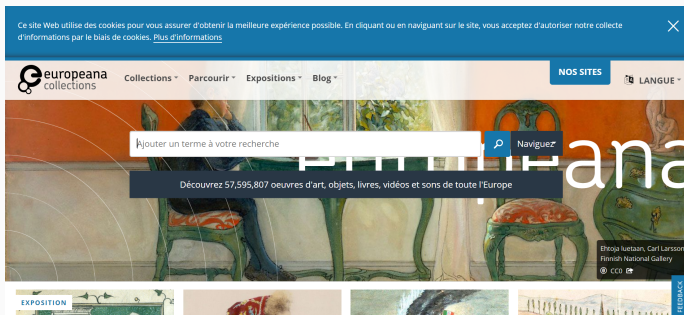 Ce site Web utilise des cookies pour vous assurer d'obtenir la meilleure expérience possible. En cliquant ou en naviguant sur le site, vous acceptez d'autoriser notre collecte
d'informations par le biais de cookies. Plus d'informations
europeana
collections
Collections
Parcourir
Expositions
Blog
NOS SITES
LANGUE
Ajouter un terme à votre recherche
Naviguez
europeana
Découvrez 57,595,807 oeuvres d'art, objets, livres, vidéos et sons de toute l'Europe
Ehtoja luetaan, Carl Larsson
Finnish National Gallery
CC0
FEEDBACK
EXPOSITION